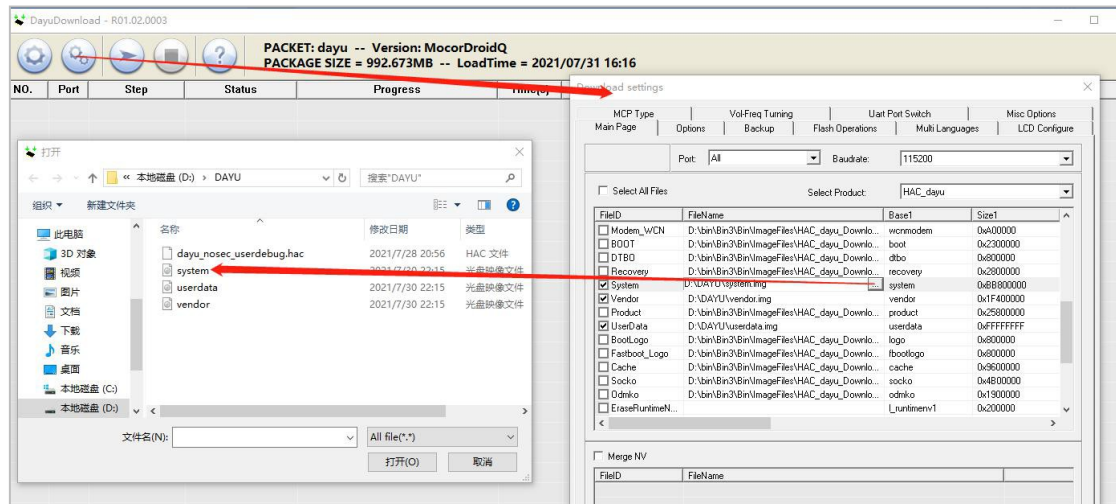 DayuDownload - R01.02.0003
PACKET: dayu -- Version: MocorDroidQ
PACKAGE SIZE = 992.673MB -- LoadTime = 2021/07/31 16:16
NO. Port Step Status Progress Time(s)
打开
« 本地磁盘 (D:) › DAYU
搜索"DAYU"
组织 新建文件夹
名称 修改日期 类型
此电脑
3D 对象
视频
图片
文档
下载
音乐
桌面
本地磁盘 (C:)
本地磁盘 (D:)
dayu_nosec_userdebug.hac 2021/7/28 20:56 HAC 文件
system 2021/7/30 22:15 光盘映像文件
userdata 2021/7/30 22:15 光盘映像文件
vendor 2021/7/30 22:15 光盘映像文件
文件名(N): All file(*.*)
打开(O) 取消
Download settings
MCP Type Vol-Freq Turning Uart Port Switch Misc Options
Main Page Options Backup Flash Operations Multi Languages LCD Configure
Port: All Baudrate: 115200
Select All Files Select Product: HAC_dayu
FileID FileName Base1 Size1
Modem_WCN D:\bin\Bin3\Bin\ImageFiles\HAC_dayu_Downlo... wcnmodem 0xA00000
BOOT D:\bin\Bin3\Bin\ImageFiles\HAC_dayu_Downlo... boot 0x2300000
DTBO D:\bin\Bin3\Bin\ImageFiles\HAC_dayu_Downlo... dtbo 0x800000
Recovery D:\bin\Bin3\Bin\ImageFiles\HAC_dayu_Downlo... recovery 0x2800000
System D:\DAYU\system.img ... system 0xBB800000
Vendor D:\DAYU\vendor.img vendor 0x1F400000
Product D:\bin\Bin3\Bin\ImageFiles\HAC_dayu_Downlo... product 0x25800000
UserData D:\DAYU\userdata.img userdata 0xFFFFFFFF
BootLogo D:\bin\Bin3\Bin\ImageFiles\HAC_dayu_Downlo... logo 0x800000
Fastboot_Logo D:\bin\Bin3\Bin\ImageFiles\HAC_dayu_Downlo... fbootlogo 0x800000
Cache D:\bin\Bin3\Bin\ImageFiles\HAC_dayu_Downlo... cache 0x9600000
Socko D:\bin\Bin3\Bin\ImageFiles\HAC_dayu_Downlo... socko 0x4B00000
Odmko D:\bin\Bin3\Bin\ImageFiles\HAC_dayu_Downlo... odmko 0x1900000
EraseRuntimeN... l_runtimenv1 0x200000
Merge NV
FileID FileName